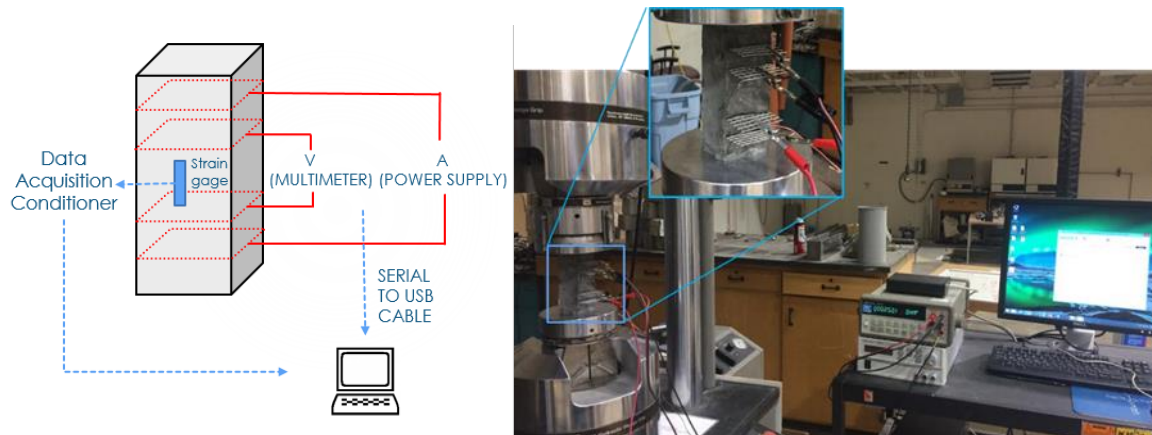 Data
Acquisition
Conditioner
Strain
gage
V
(MULTIMETER)
A
(POWER SUPPLY)
SERIAL
TO USB
CABLE